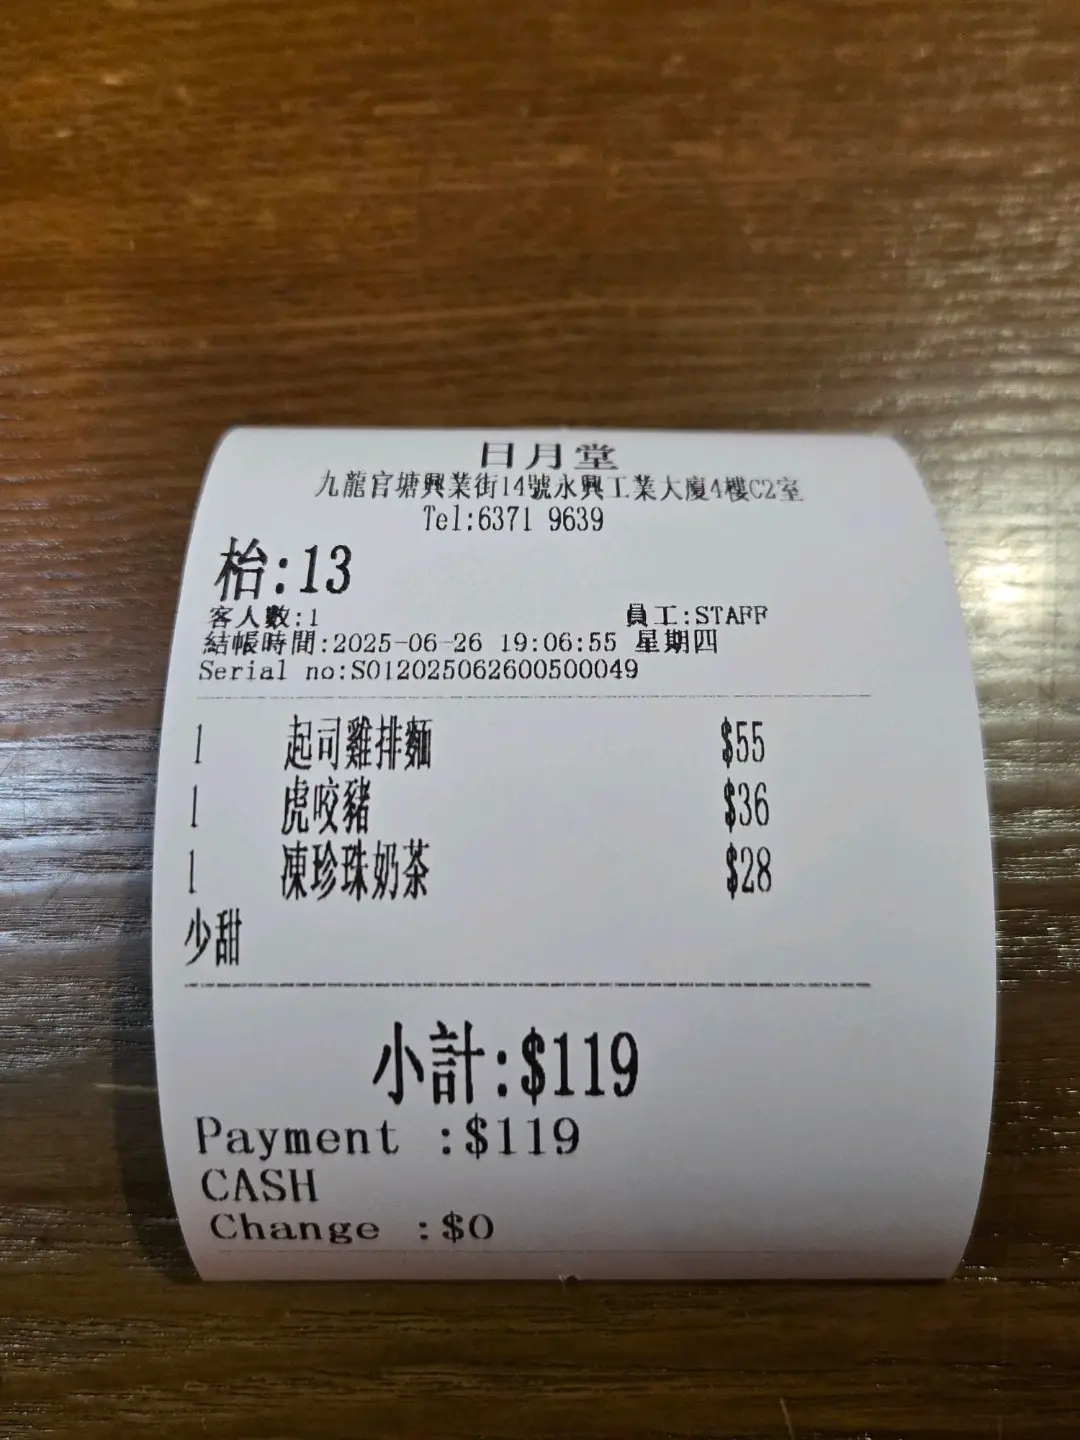 日月堂
九龍官塘興業街14號永興工業大廈4樓C2室
Tel:6371 9639
枱:13
客人數:1 員工:STAFF
結帳時間:2025-06-26 19:06:55 星期四
Serial no:S012025062600500049
1 起司雞排麵 $55
1 虎咬豬 $36
1 凍珍珠奶茶 $28
少甜
小計:$119
Payment :$119
CASH
Change :$0